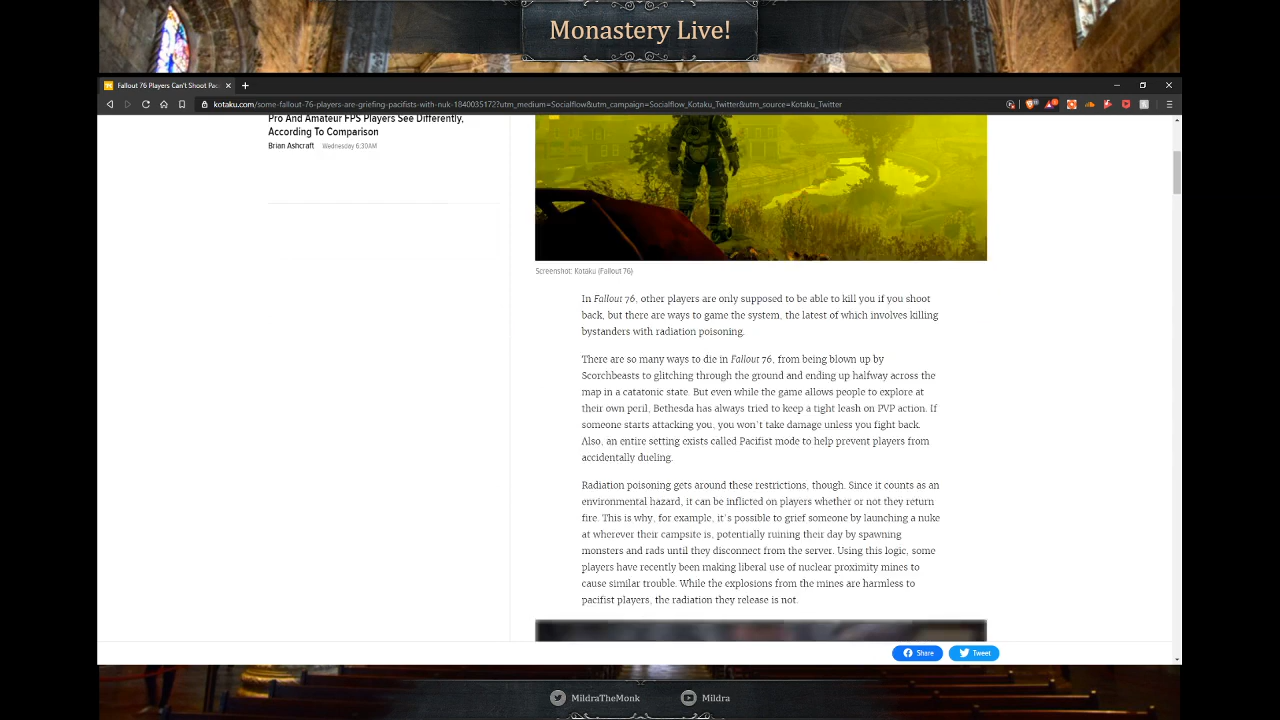 Monastery Live!
Fallout 76 Players Can't Shoot Pac
kotaku.com/some-fallout-76-players-are-griefing-pacifists-with-nuk-1840035172?utm_medium=Socialflow&utm_campaign=Socialflow_Kotaku_Twitter&utm_source=Kotaku_Twitter
Pro And Amateur FPS Players See Differently,
According To Comparison
Brian Ashcraft Wednesday 6:30AM
Screenshot: Kotaku (Fallout 76)
In Fallout 76, other players are only supposed to be able to kill you if you shoot
back, but there are ways to game the system, the latest of which involves killing
bystanders with radiation poisoning.
There are so many ways to die in Fallout 76, from being blown up by
Scorchbeasts to glitching through the ground and ending up halfway across the
map in a catatonic state. But even while the game allows people to explore at
their own peril, Bethesda has always tried to keep a tight leash on PVP action. If
someone starts attacking you, you won't take damage unless you fight back.
Also, an entire setting exists called Pacifist mode to help prevent players from
accidentally dueling.
Radiation poisoning gets around these restrictions, though. Since it counts as an
environmental hazard, it can be inflicted on players whether or not they return
fire. This is why, for example, it's possible to grief someone by launching a nuke
at wherever their campsite is, potentially ruining their day by spawning
monsters and rads until they disconnect from the server. Using this logic, some
players have recently been making liberal use of nuclear proximity mines to
cause similar trouble. While the explosions from the mines are harmless to
pacifist players, the radiation they release is not.
Share Tweet
MildraTheMonk Mildra